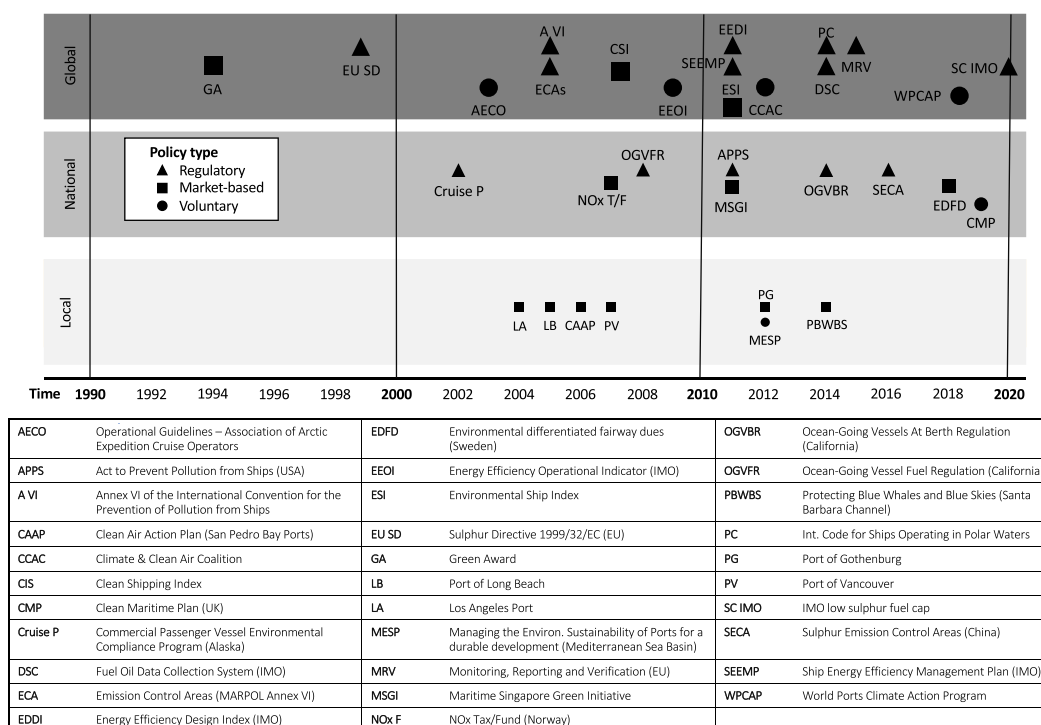 Global
A VI
EEDI
PC
CSI
SEEMP
MRV
SC IMO
EU SD
GA
ECAs
ESI
DSC
WPCAP
AECO
EEOI
CCAC
National
Policy type
Regulatory
Market-based
Voluntary
OGVFR
APPS
Cruise P
NOx T/F
MSGI
OGVBR
SECA
EDFD
CMP
Local
PG
LA LB CAAP PV
PBWBS
MESP
Time 1990 1992 1994 1996 1998 2000 2002 2004 2006 2008 2010 2012 2014 2016 2018 2020
AECO Operational Guidelines – Association of Arctic
Expedition Cruise Operators
EDFD Environmental differentiated fairway dues
(Sweden)
OGVBR Ocean-Going Vessels At Berth Regulation
(California)
APPS Act to Prevent Pollution from Ships (USA)
EEOI Energy Efficiency Operational Indicator (IMO)
OGVFR Ocean-Going Vessel Fuel Regulation (California
A VI Annex VI of the International Convention for the
Prevention of Pollution from Ships
ESI Environmental Ship Index
PBWBS Protecting Blue Whales and Blue Skies (Santa
Barbara Channel)
CAAP Clean Air Action Plan (San Pedro Bay Ports)
EU SD Sulphur Directive 1999/32/EC (EU)
PC Int. Code for Ships Operating in Polar Waters
CCAC Climate & Clean Air Coalition
GA Green Award
PG Port of Gothenburg
CIS Clean Shipping Index
LB Port of Long Beach
PV Port of Vancouver
CMP Clean Maritime Plan (UK)
LA Los Angeles Port
SC IMO IMO low sulphur fuel cap
Cruise P Commercial Passenger Vessel Environmental
Compliance Program (Alaska)
MESP Managing the Environ. Sustainability of Ports for a
durable development (Mediterranean Sea Basin)
SECA Sulphur Emission Control Areas (China)
DSC Fuel Oil Data Collection System (IMO)
MRV Monitoring, Reporting and Verification (EU)
SEEMP Ship Energy Efficiency Management Plan (IMO)
ECA Emission Control Areas (MARPOL Annex VI)
MSGI Maritime Singapore Green Initiative
WPCAP World Ports Climate Action Program
EDDI Energy Efficiency Design Index (IMO)
NOx F NOx Tax/Fund (Norway)